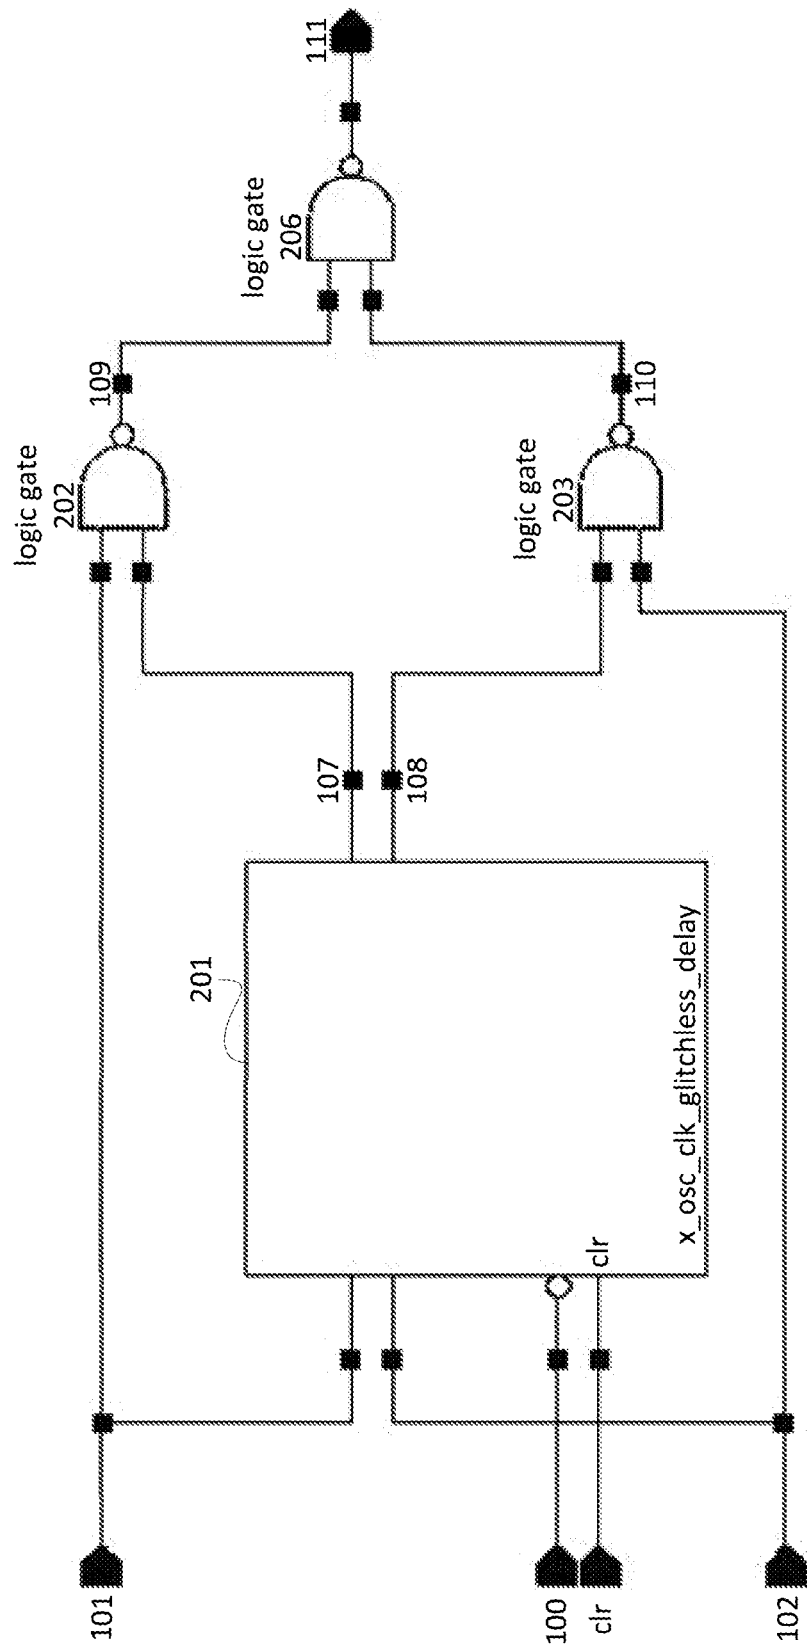 101
100
clr
102
201
clr
x_osc_clk_glitchless_delay
107
108
logic gate
202
109
logic gate
203
110
logic gate
206
111